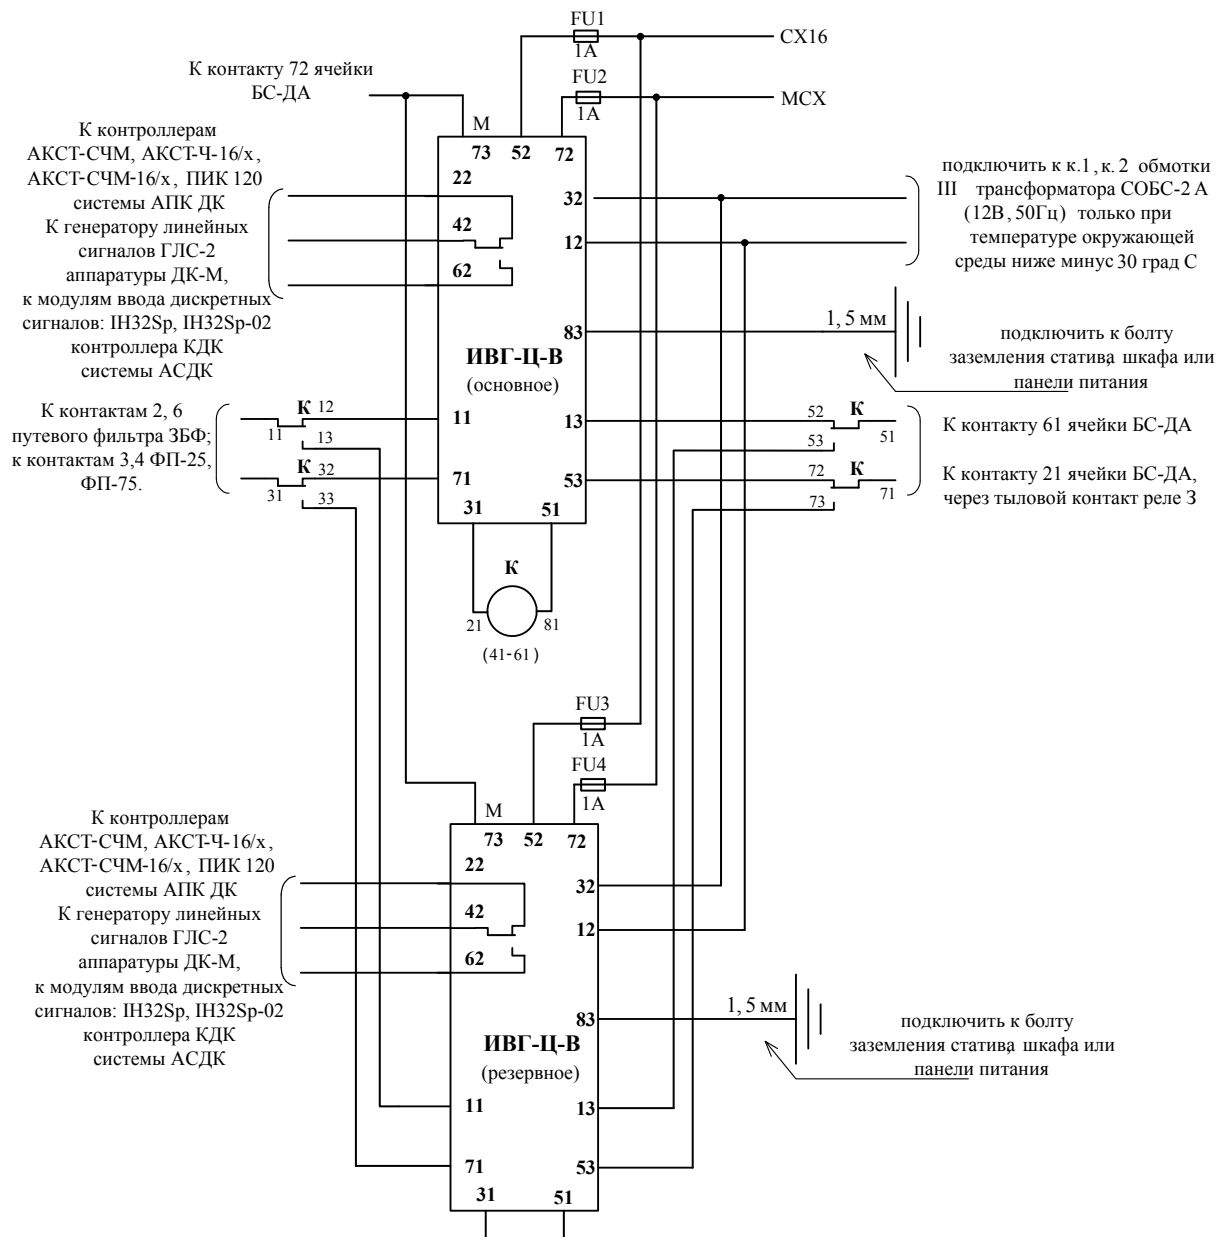 FU1
1А
СХ16
К контакту 72 ячейки
БС-ДА
FU2
1А
МСХ
М
73
52
72
К контроллерам
АКСТ-СЧМ, АКСТ-Ч-16/х,
АКСТ-СЧМ-16/х, ПИК 120
системы АПК ДК
К генератору линейных
сигналов ГЛС-2
аппаратуры ДК-М,
к модулям ввода дискретных
сигналов: IH32Sp, IH32Sp-02
контроллера КДК
системы АСДК
22
42
62
32
12
83
подключить к к.1, к. 2 обмотки
III трансформатора СОБС-2 А
(12В, 50Гц) только при
температуре окружающей
среды ниже минус 30 град С
1, 5 мм
подключить к болту
заземления статива, шкафа или
панели питания
ИВГ-Ц-В
(основное)
К контактам 2, 6
путевого фильтра ЗБФ;
к контактам 3,4 ФП-25,
ФП-75.
К
12
11
13
К
32
31
33
11
71
13
53
31
51
52
К
53
51
72
К
73
71
К контакту 61 ячейки БС-ДА
К контакту 21 ячейки БС-ДА,
через тыловой контакт реле З
К
21
81
(41-61)
FU3
1А
FU4
1А
М
73
52
72
К контроллерам
АКСТ-СЧМ, АКСТ-Ч-16/х,
АКСТ-СЧМ-16/х, ПИК 120
системы АПК ДК
К генератору линейных
сигналов ГЛС-2
аппаратуры ДК-М,
к модулям ввода дискретных
сигналов: IH32Sp, IH32Sp-02
контроллера КДК
системы АСДК
22
42
62
32
12
83
1, 5 мм
подключить к болту
заземления статива, шкафа или
панели питания
ИВГ-Ц-В
(резервное)
11
71
13
53
31
51